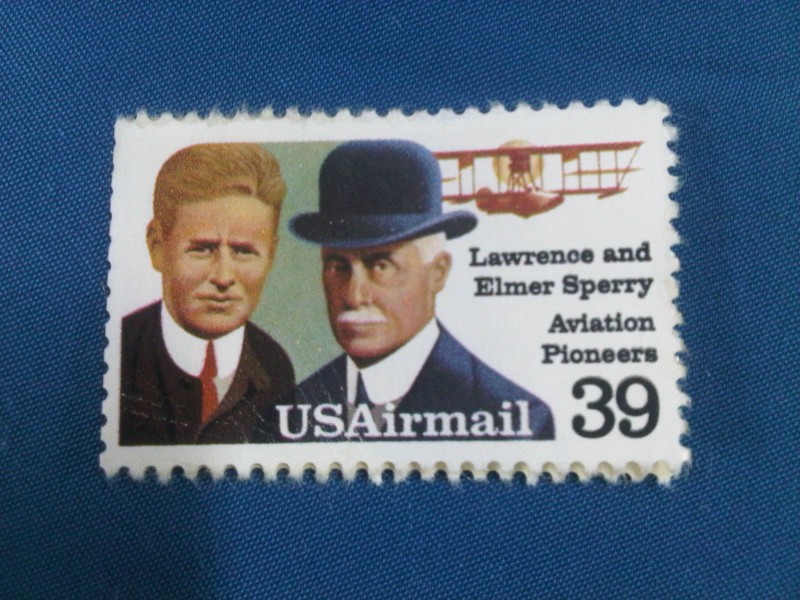 Lawrence and
Elmer Sperry
Aviation
Pioneers
USAirmail 39